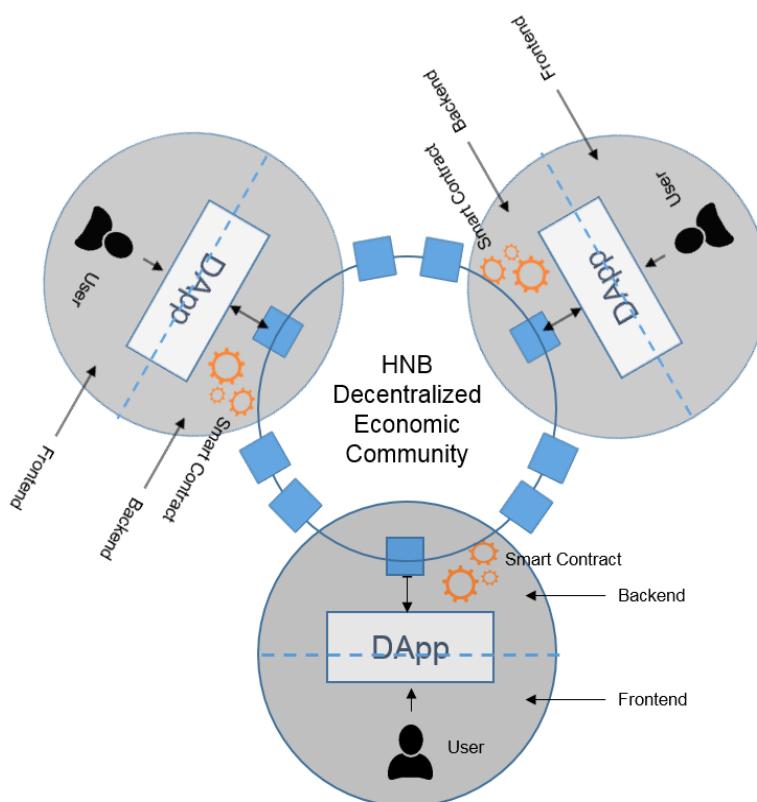 Frontend
Backend
Smart Contract
User
DApp
User
DApp
Smart Contract
Frontend
Backend
HNB
Decentralized
Economic
Community
Smart Contract
Backend
DApp
Frontend
User